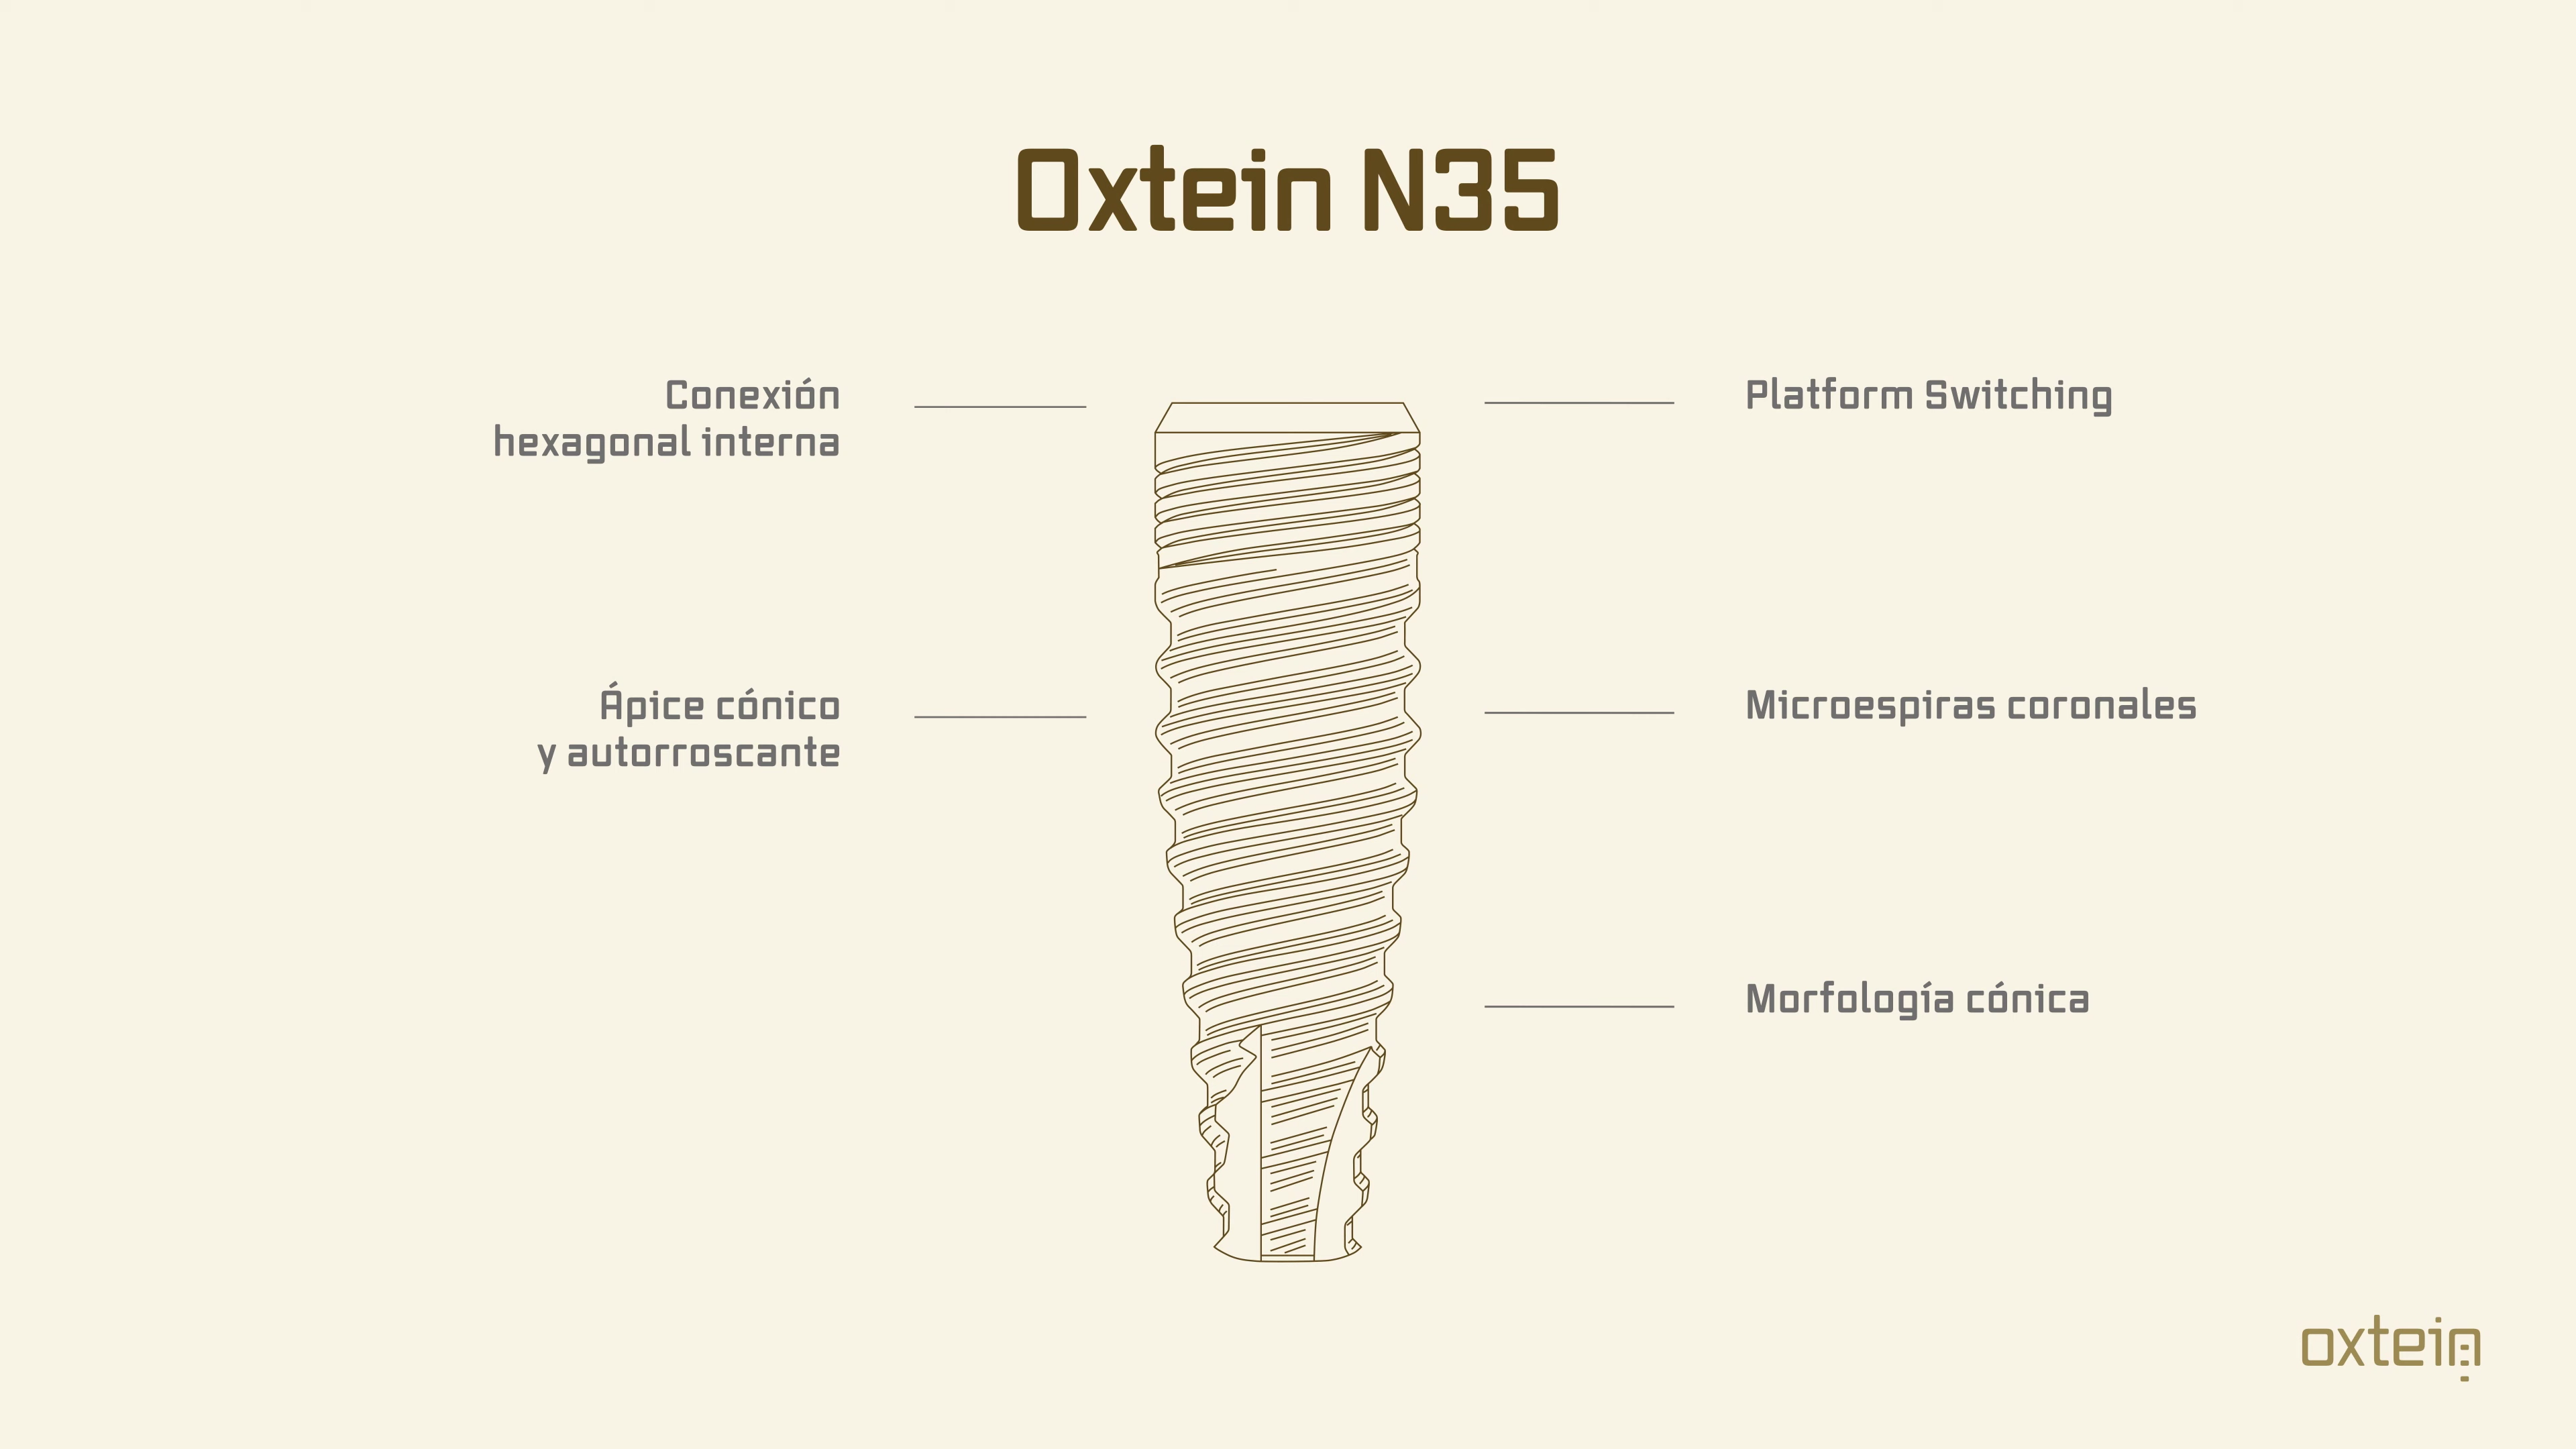 Oxtein N35
Conexión
hexagonal interna
Platform Switching
Ápice cónico
y autorroscante
Microespiras coronales
Morfología cónica
oxtein